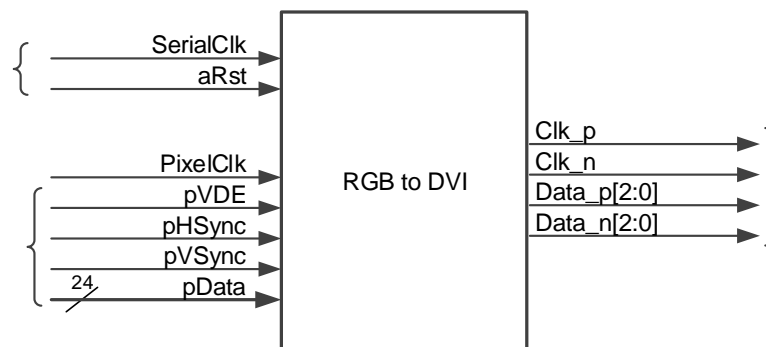 SerialClk
aRst
PixelClk
pVDE
pHSync
pVSync
24
pData
RGB to DVI
Clk_p
Clk_n
Data_p[2:0]
Data_n[2:0]